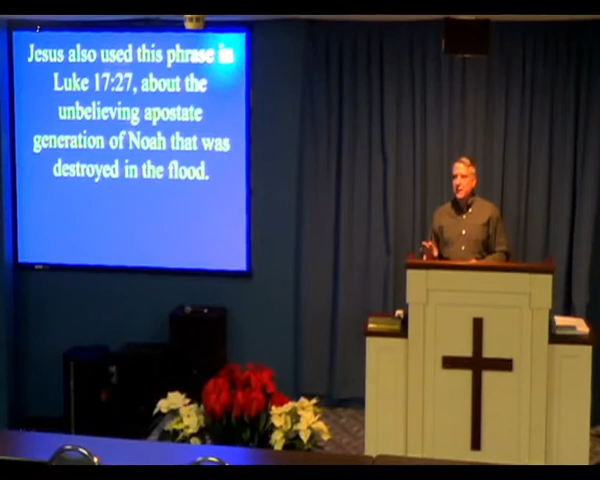 Jesus also used this phrase in
Luke 17:27, about the
unbelieving apostate
generation of Noah that was
destroyed in the flood.